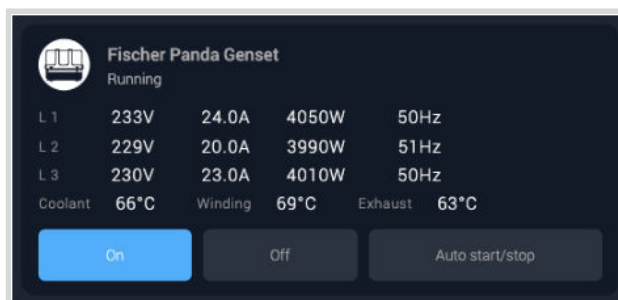 Fischer Panda Genset
Running
L 1 233V 24.0A 4050W 50Hz
L 2 229V 20.0A 3990W 51Hz
L 3 230V 23.0A 4010W 50Hz
Coolant 66°C Winding 69°C Exhaust 63°C
On Off Auto start/stop